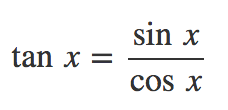 tan x = sin x / cos x